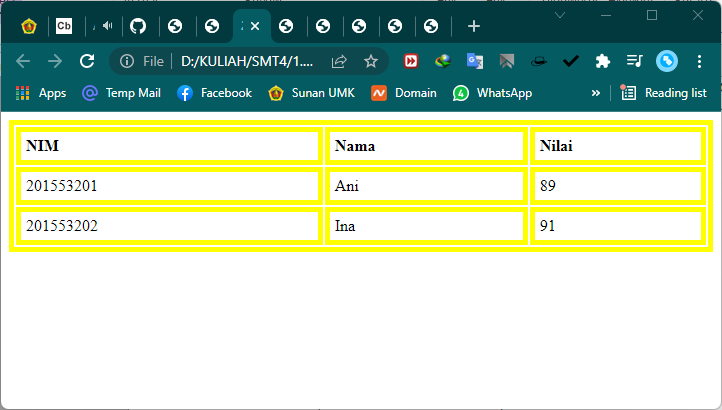 Cb
File D:/KULIAH/SMT4/1....
Apps Temp Mail Facebook Sunan UMK Domain 4 WhatsApp » Reading list
NIM Nama Nilai
201553201 Ani 89
201553202 Ina 91